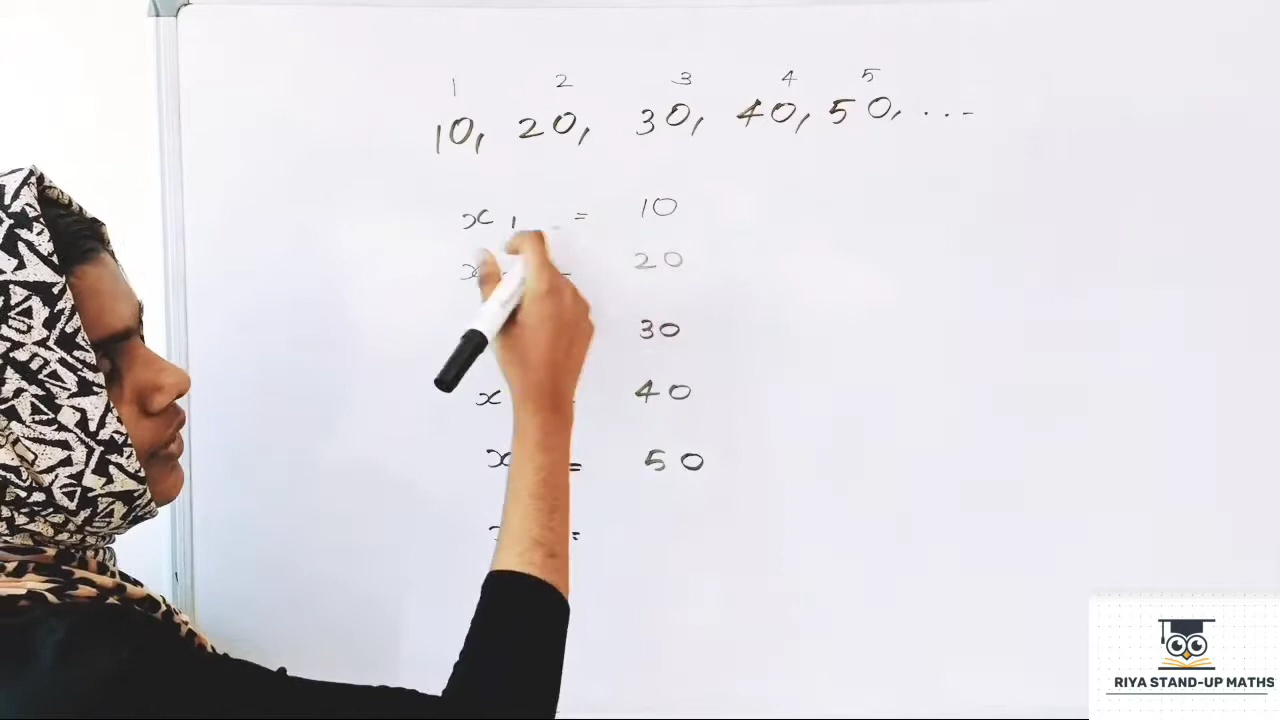 1 2 3 4 5
10, 20, 30, 40, 50, ...
x 1 = 10
x = 20
30
x 40
x = 50
=
RIYA STAND-UP MATHS